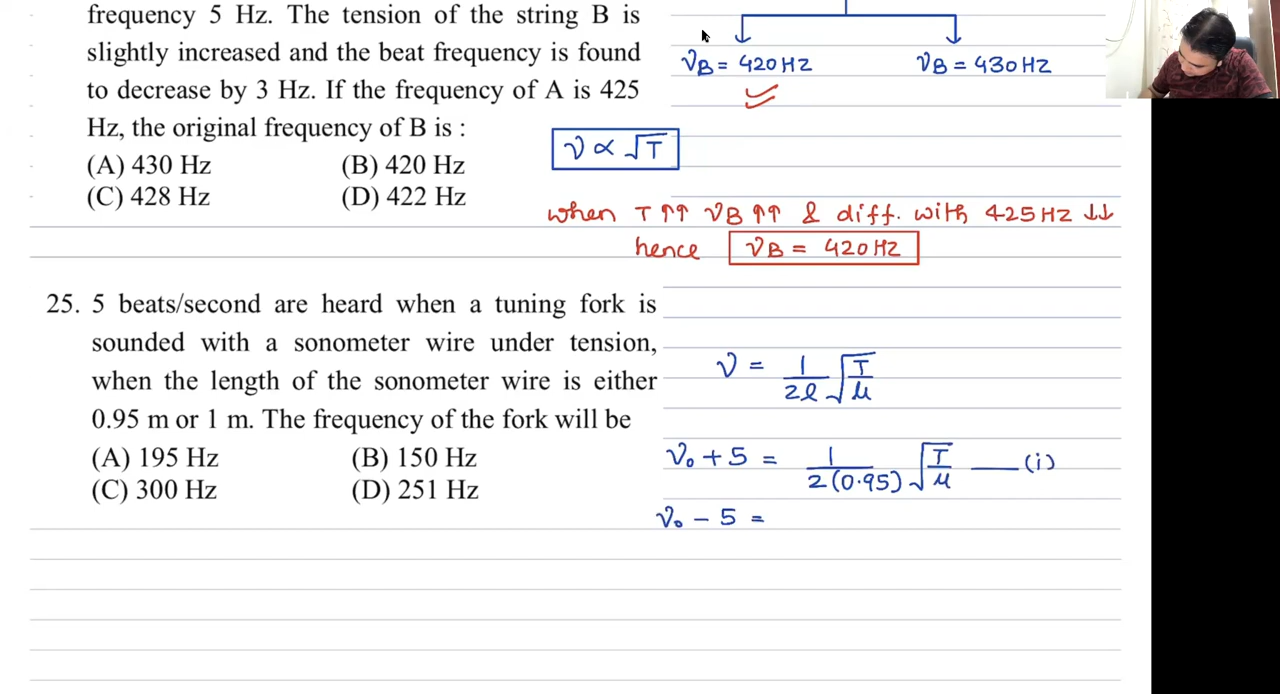 frequency 5 Hz. The tension of the string B is
slightly increased and the beat frequency is found
to decrease by 3 Hz. If the frequency of A is 425
Hz, the original frequency of B is :
(A) 430 Hz (B) 420 Hz
(C) 428 Hz (D) 422 Hz
νB = 420 HZ νB = 430 HZ
ν ∝ √T
when T↑↑ νB↑↑ & diff. with 425 HZ ↓↓
hence νB = 420 HZ
25. 5 beats/second are heard when a tuning fork is
sounded with a sonometer wire under tension,
when the length of the sonometer wire is either
0.95 m or 1 m. The frequency of the fork will be
(A) 195 Hz (B) 150 Hz
(C) 300 Hz (D) 251 Hz
ν = 1/2l √T/μ
ν₀ + 5 = 1/2(0.95) √T/μ —(i)
ν₀ - 5 =